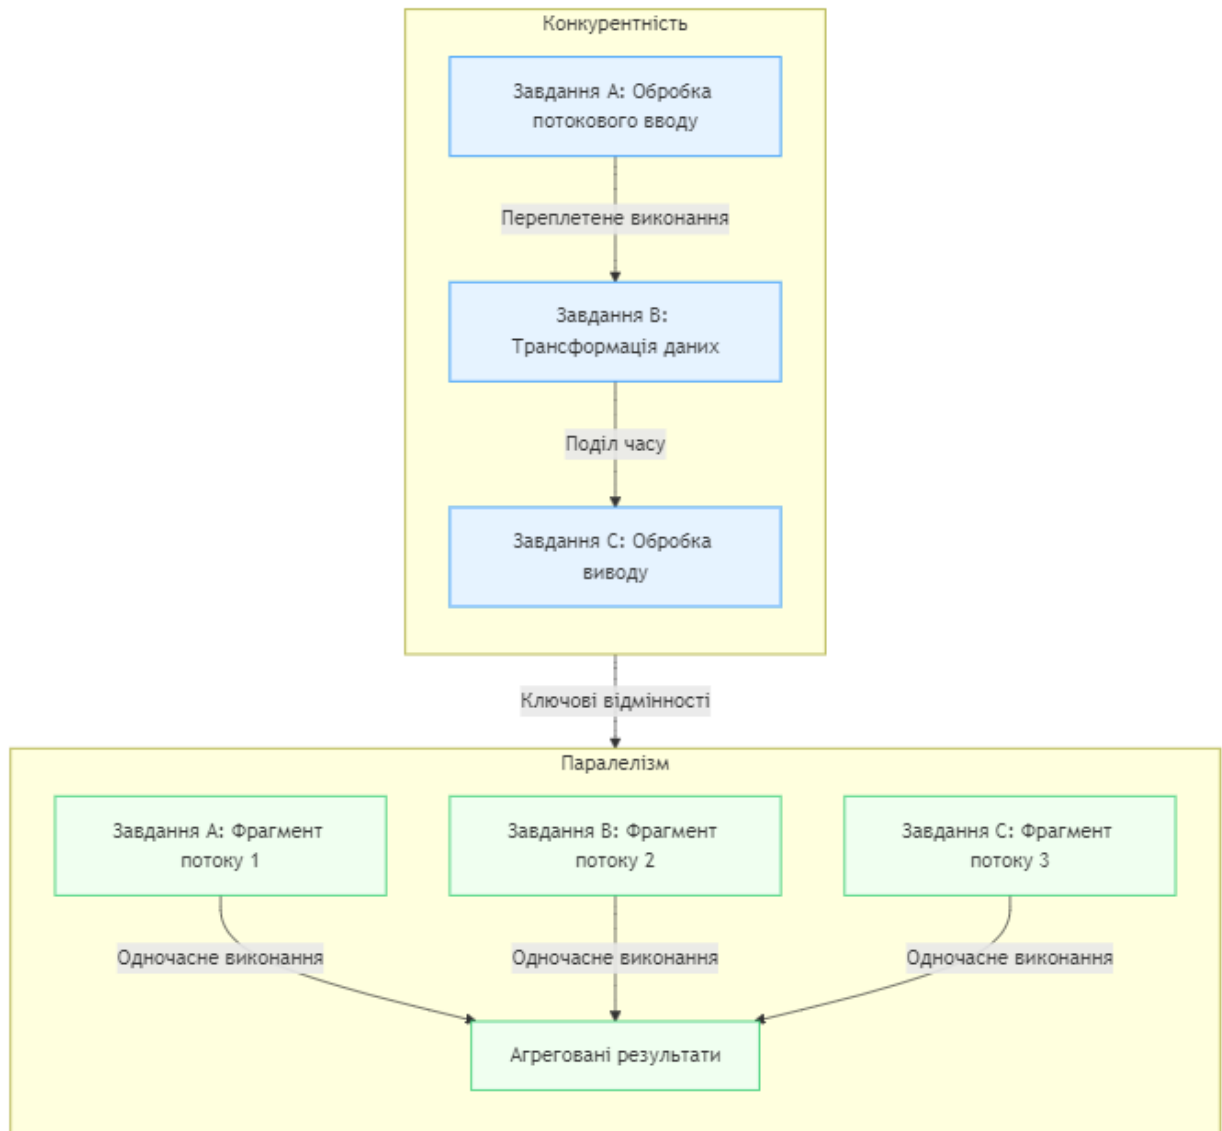 Конкурентність
Завдання A: Обробка
потокового вводу
Переплетене виконання
Завдання B:
Трансформація даних
Поділ часу
Завдання C: Обробка
виводу
Ключові відмінності
Паралелізм
Завдання A: Фрагмент
потоку 1
Завдання B: Фрагмент
потоку 2
Завдання C: Фрагмент
потоку 3
Одночасне виконання
Одночасне виконання
Одночасне виконання
Агреговані результати